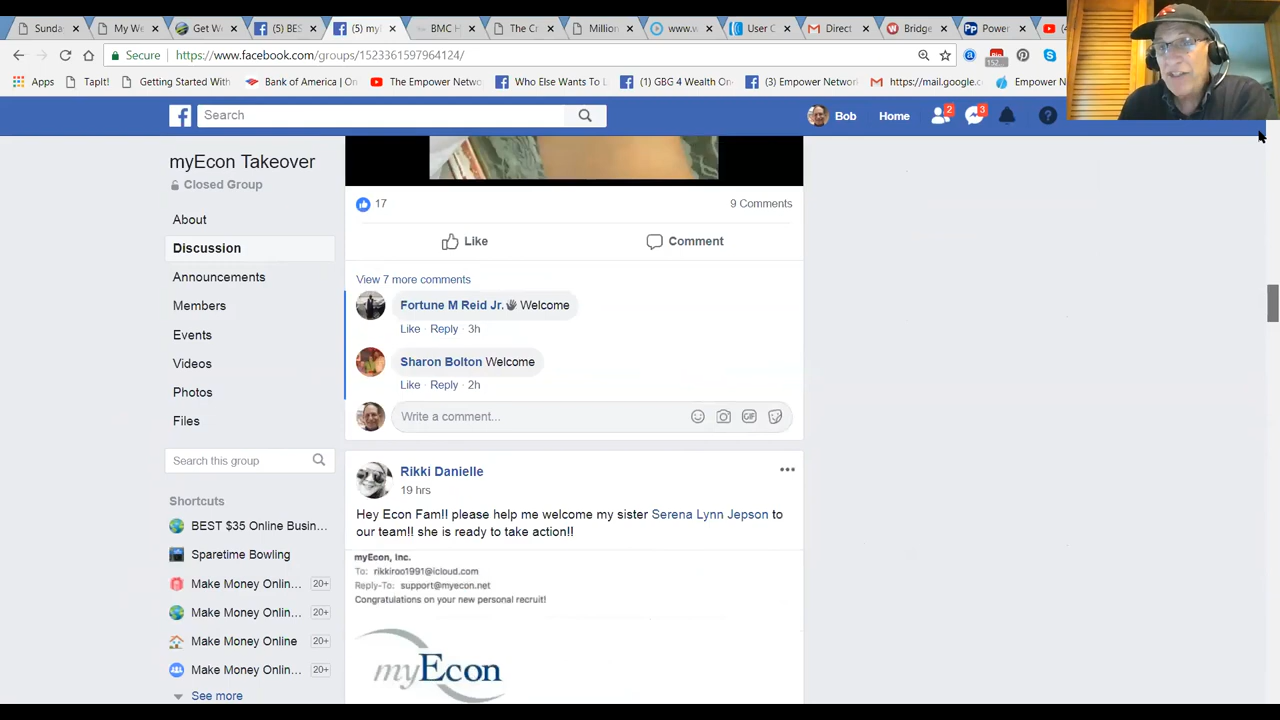 Sunda
My We
Get We
(5) BES
(5) my
BMC H
The Cr
Million
www.
User C
Direct
Bridge
Power
(4
Secure
https://www.facebook.com/groups/1523361597964124/
152...
Apps
TapIt!
Getting Started With
Bank of America | On
The Empower Netwo
Who Else Wants To L
(1) GBG 4 Wealth On
(3) Empower Networ
https://mail.google.c
Empower N
Search
Bob
Home
2
3
myEcon Takeover
Closed Group
About
Discussion
Announcements
Members
Events
Videos
Photos
Files
Search this group
Shortcuts
BEST $35 Online Busin...
Sparetime Bowling
Make Money Onlin... 20+
Make Money Onlin... 20+
Make Money Online 20+
Make Money Onlin... 20+
See more
17
9 Comments
Like
Comment
View 7 more comments
Fortune M Reid Jr. Welcome
Like · Reply · 3h
Sharon Bolton Welcome
Like · Reply · 2h
Write a comment...
GIF
Rikki Danielle
19 hrs
Hey Econ Fam!! please help me welcome my sister Serena Lynn Jepson to
our team!! she is ready to take action!!
myEcon, Inc.
To: rikkiroo1991@icloud.com
Reply-To: support@myecon.net
Congratulations on your new personal recruit!
myEcon